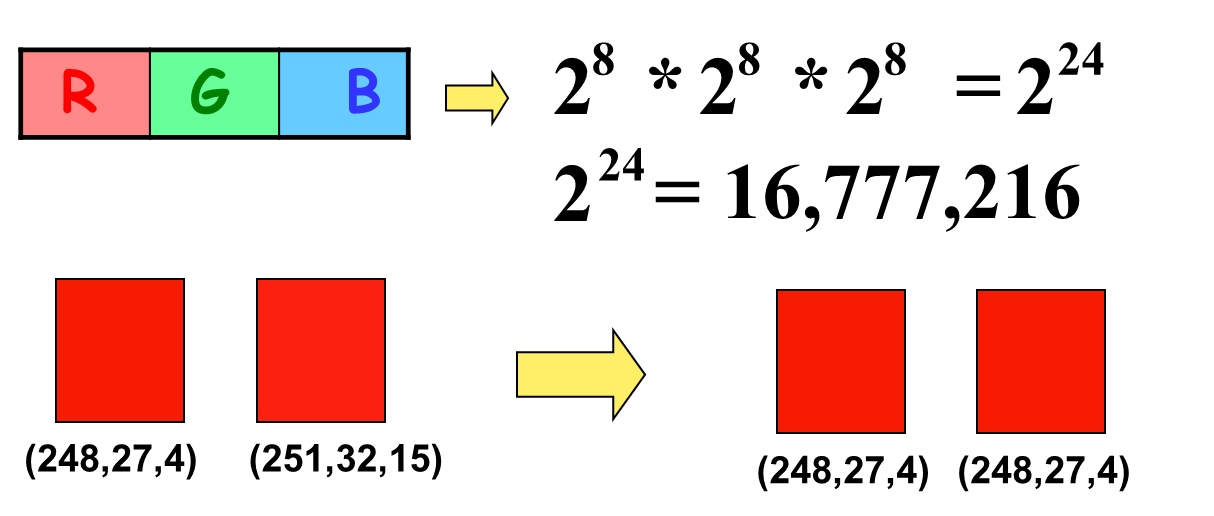 R G B
2^8 * 2^8 * 2^8 = 2^24
2^24 = 16,777,216
(248,27,4) (251,32,15) (248,27,4) (248,27,4)